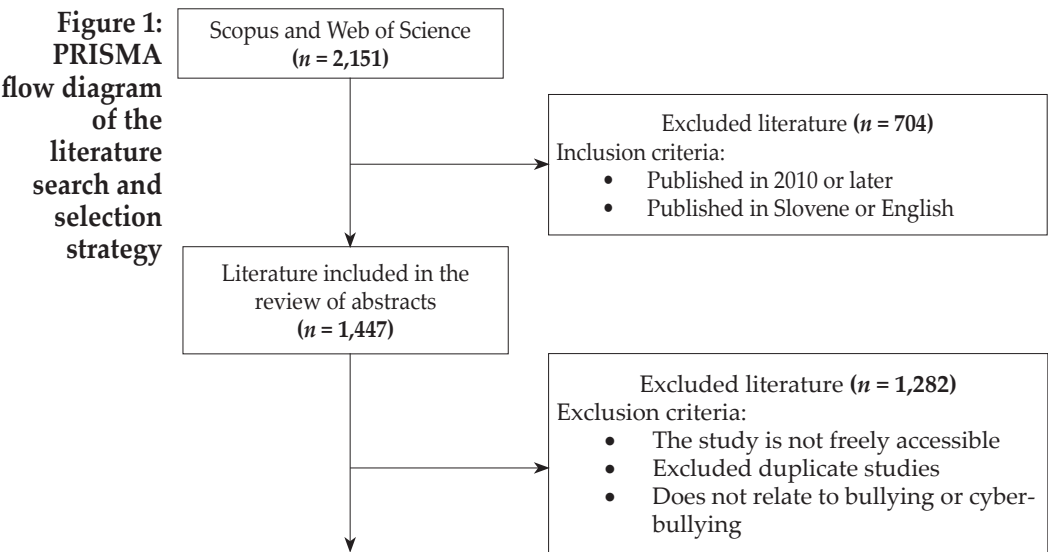 Figure 1:
PRISMA
flow diagram
of the
literature
search and
selection
strategy
Scopus and Web of Science
(n = 2,151)
Excluded literature (n = 704)
Inclusion criteria:
• Published in 2010 or later
• Published in Slovene or English
Literature included in the
review of abstracts
(n = 1,447)
Excluded literature (n = 1,282)
Exclusion criteria:
• The study is not freely accessible
• Excluded duplicate studies
• Does not relate to bullying or cyber-
bullying